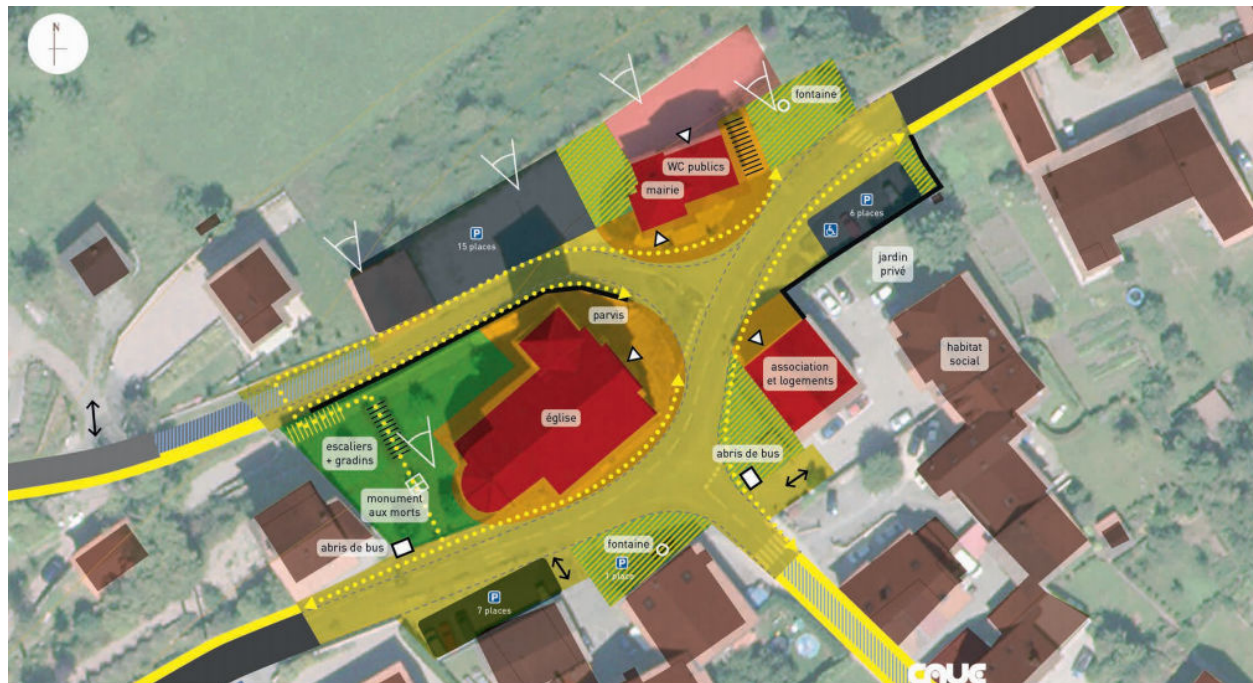 fontaine
WC publics
mairie
P
15 places
P
6 places
jardin
privé
parvis
association
et logements
habitat
social
église
escaliers
+ gradins
monument
aux morts
abris de bus
abris de bus
fontaine
P
1 place
P
7 places
CAUE